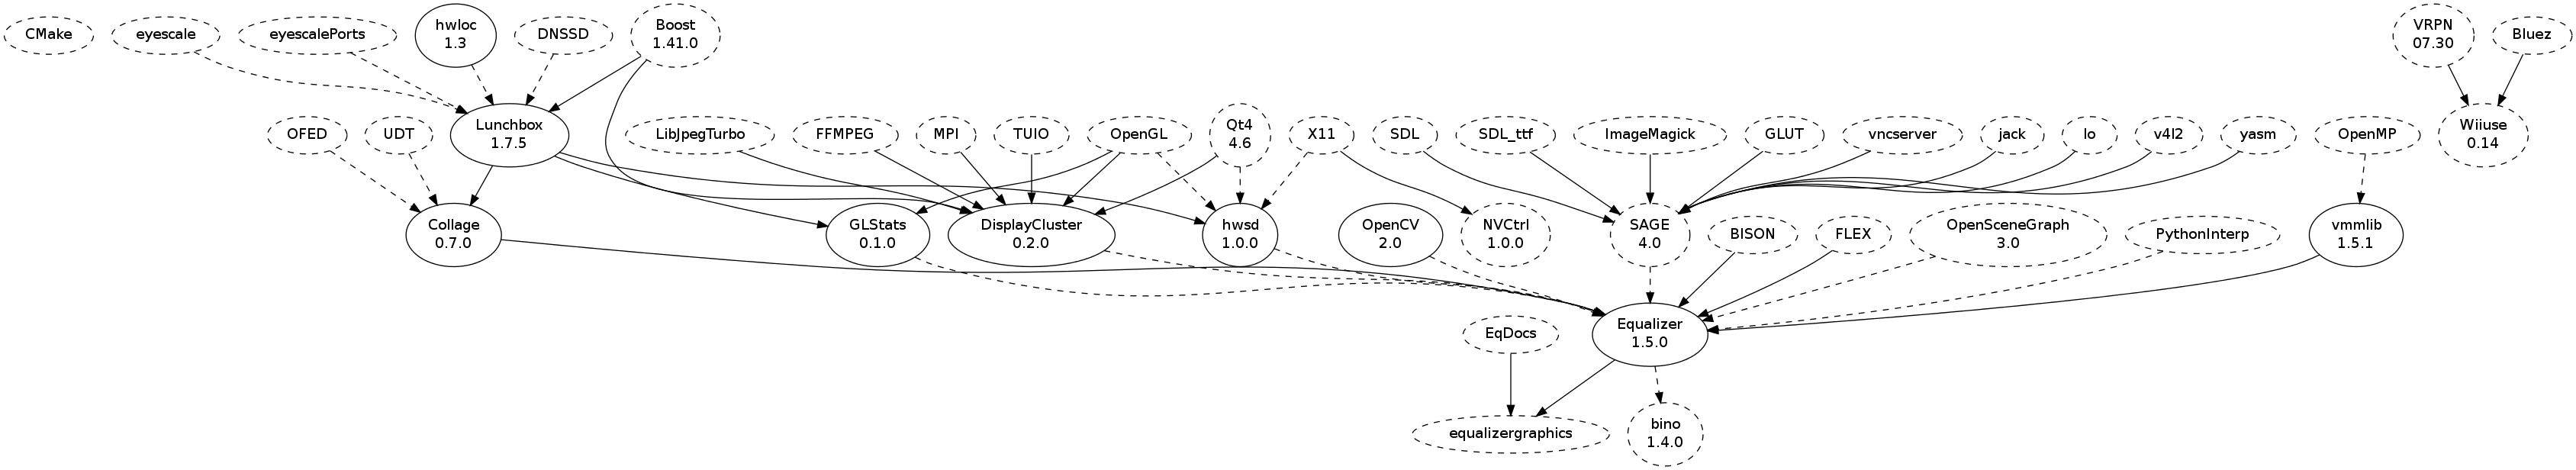 CMake
eyescale
eyescalePorts
hwloc
1.3
DNSSD
Boost
1.41.0
VRPN
07.30
Bluez
OFED
UDT
Lunchbox
1.7.5
LibJpegTurbo
FFMPEG
MPI
TUIO
OpenGL
Qt4
4.6
X11
SDL
SDL_ttf
ImageMagick
GLUT
vncserver
jack
lo
v4l2
yasm
OpenMP
Wiiuse
0.14
Collage
0.7.0
GLStats
0.1.0
DisplayCluster
0.2.0
hwsd
1.0.0
OpenCV
2.0
NVCtrl
1.0.0
SAGE
4.0
BISON
FLEX
OpenSceneGraph
3.0
PythonInterp
vmmlib
1.5.1
EqDocs
Equalizer
1.5.0
equalizergraphics
bino
1.4.0